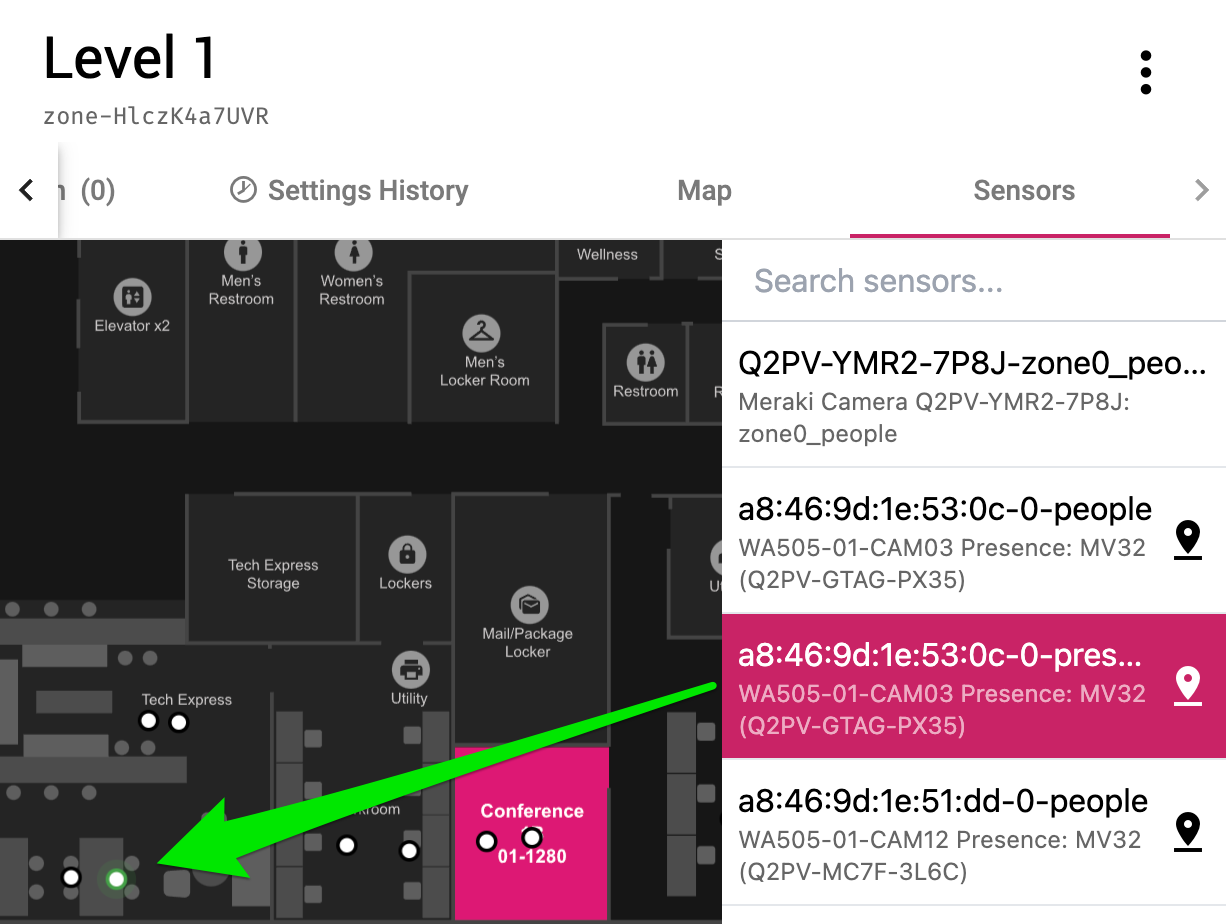 Level 1
zone-HlczK4a7UVR
(0)
Settings History
Map
Sensors
Search sensors...
Q2PV-YMR2-7P8J-zone0_peo...
Meraki Camera Q2PV-YMR2-7P8J:
zone0_people
a8:46:9d:1e:53:0c-0-people
WA505-01-CAM03 Presence: MV32
(Q2PV-GTAG-PX35)
a8:46:9d:1e:53:0c-0-pres...
WA505-01-CAM03 Presence: MV32
(Q2PV-GTAG-PX35)
a8:46:9d:1e:51:dd-0-people
WA505-01-CAM12 Presence: MV32
(Q2PV-MC7F-3L6C)
Wellness
Elevator x2
Men's
Restroom
Women's
Restroom
Men's
Locker Room
Restroom
Tech Express
Storage
Lockers
Mail/Package
Locker
Utility
Tech Express
Conference
01-1280